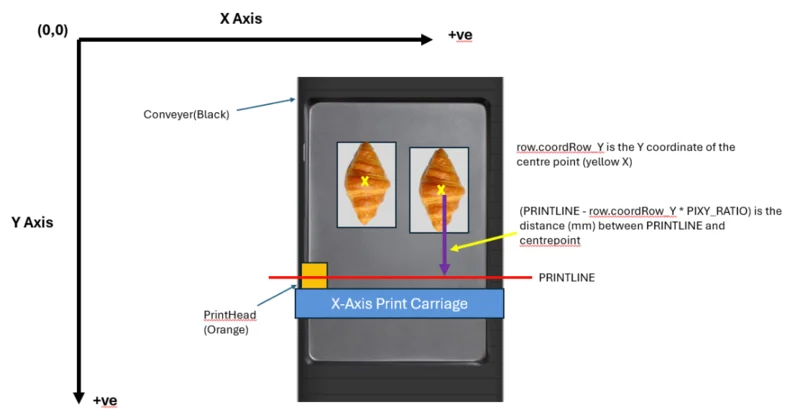 X Axis
(0,0)
+ve
Conveyer(Black)
row.coordRow_Y is the Y coordinate of the
centre point (yellow X)
X
X
Y Axis
(PRINTLINE - row.coordRow_Y * PIXY_RATIO) is the
distance (mm) between PRINTLINE and
centrepoint
PRINTLINE
X-Axis Print Carriage
PrintHead
(Orange)
+ve